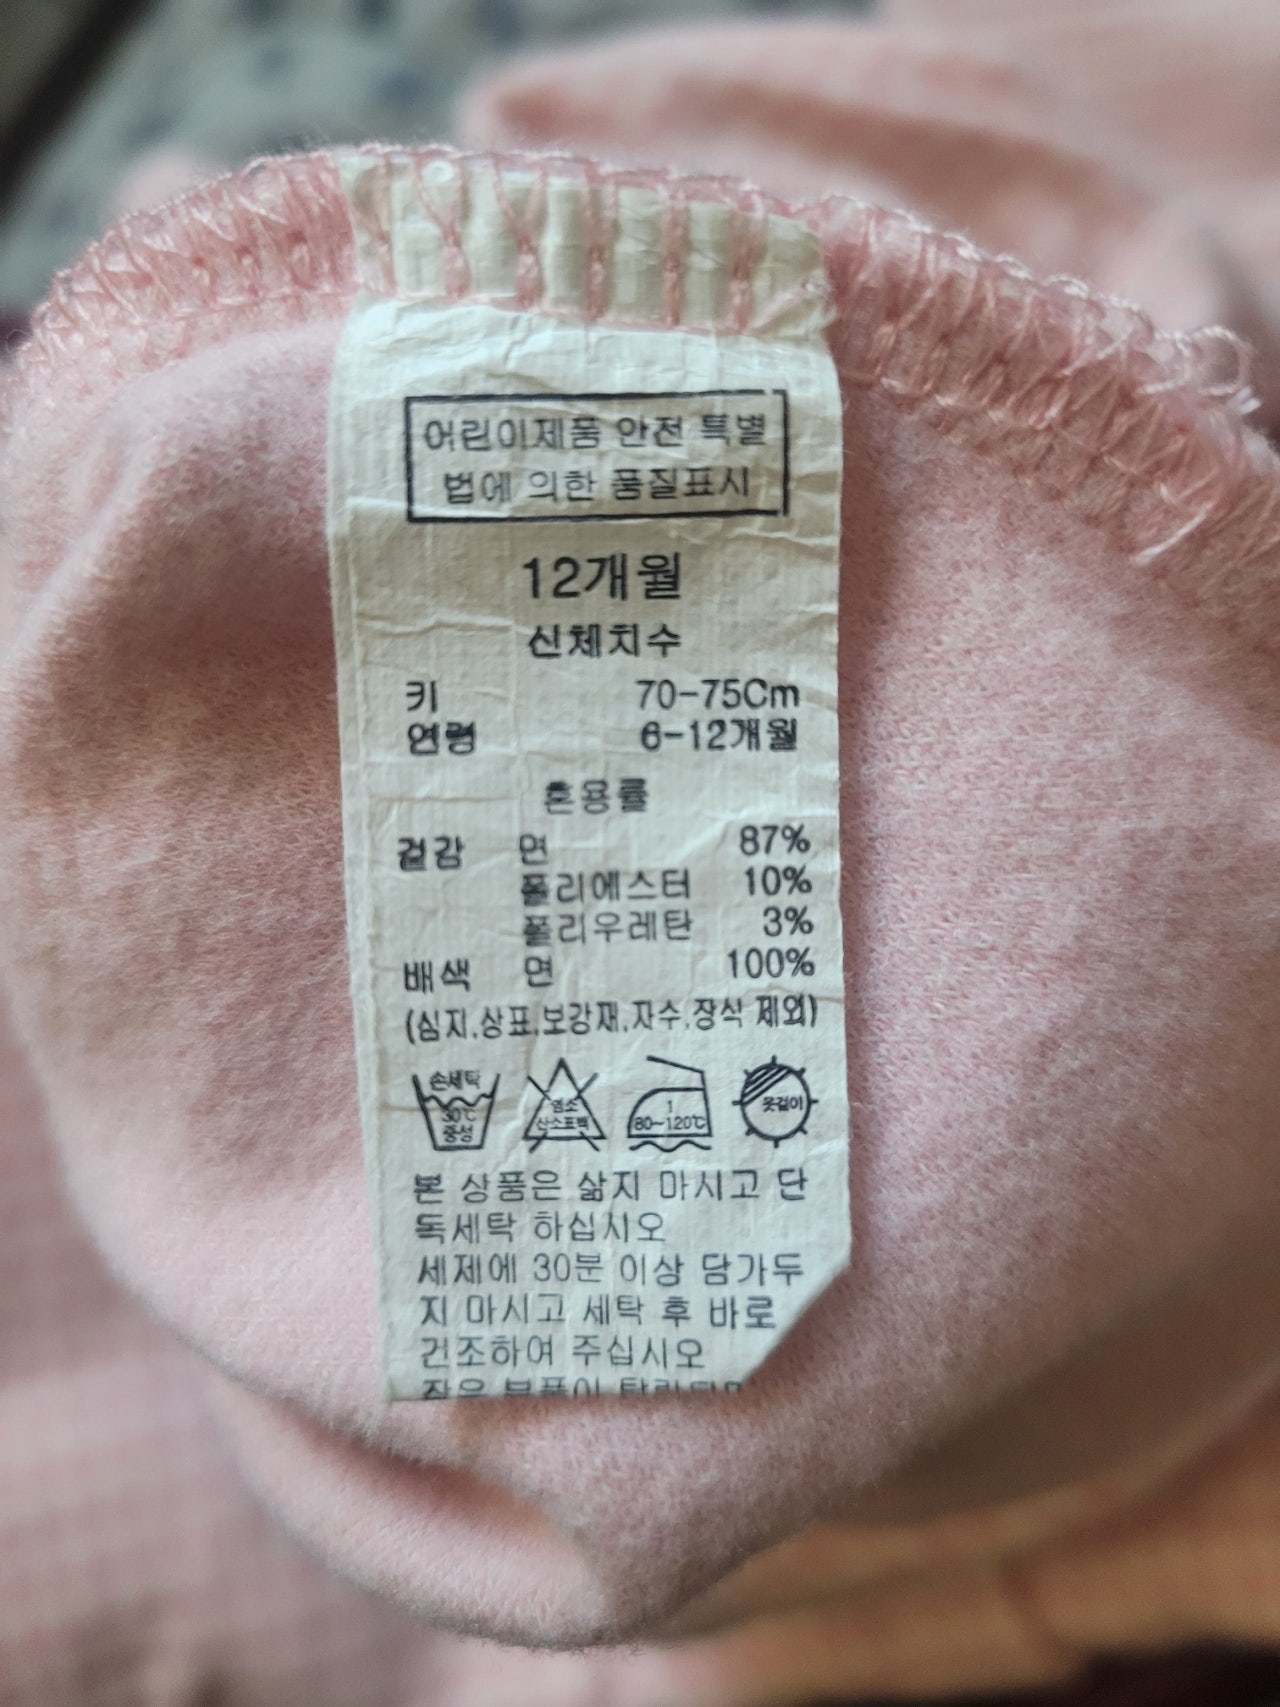 어린이제품 안전 특별
법에 의한 품질표시
12개월
신체치수
키 70-75Cm
연령 6-12개월
혼용률
겉감 면 87%
폴리에스터 10%
폴리우레탄 3%
배색 면 100%
(심지,상표,보강재,자수,장식 제외)
손세탁
30℃
중성
염소
산소표백
1
80~120℃
옷걸이
본 상품은 삶지 마시고 단
독세탁 하십시오
세제에 30분 이상 담가두
지 마시고 세탁 후 바로
건조하여 주십시오
작은 부품이